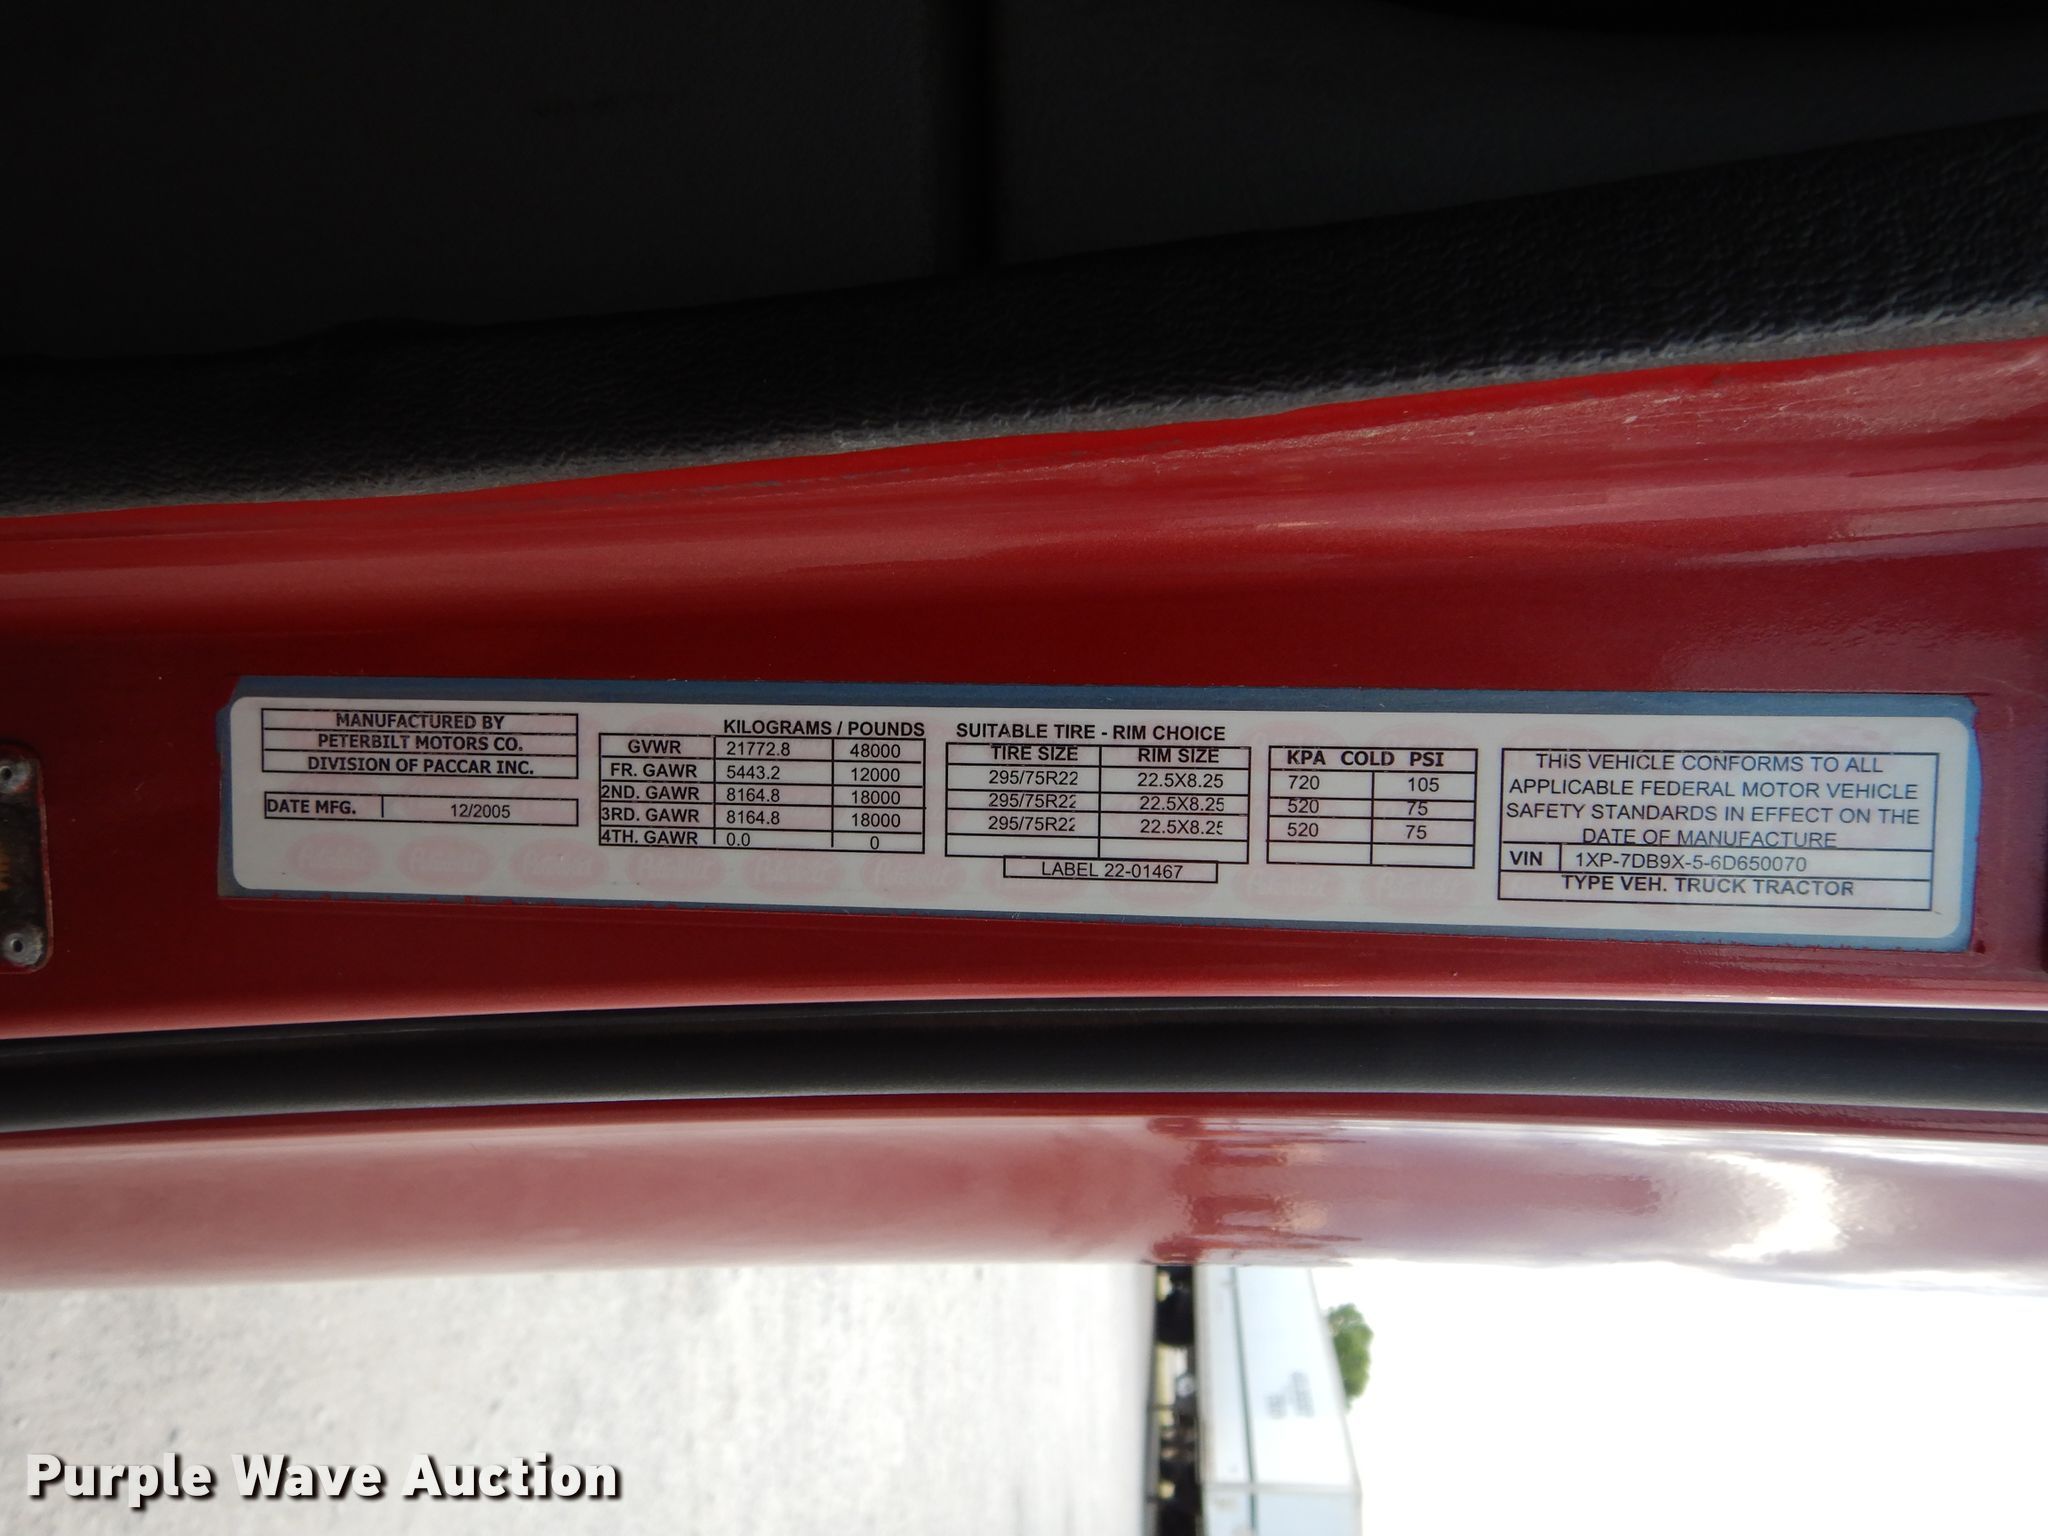 MANUFACTURED BY
PETERBILT MOTORS CO.
DIVISION OF PACCAR INC.
DATE MFG. 12/2005
KILOGRAMS / POUNDS
GVWR 21772.8 48000
FR. GAWR 5443.2 12000
2ND. GAWR 8164.8 18000
3RD. GAWR 8164.8 18000
4TH. GAWR 0.0 0
SUITABLE TIRE - RIM CHOICE
TIRE SIZE RIM SIZE
295/75R22 22.5X8.25
295/75R22 22.5X8.25
295/75R22 22.5X8.25
LABEL 22-01467
KPA COLD PSI
720 105
520 75
520 75
THIS VEHICLE CONFORMS TO ALL
APPLICABLE FEDERAL MOTOR VEHICLE
SAFETY STANDARDS IN EFFECT ON THE
DATE OF MANUFACTURE
VIN 1XP-7DB9X-5-6D650070
TYPE VEH. TRUCK TRACTOR
Purple Wave Auction